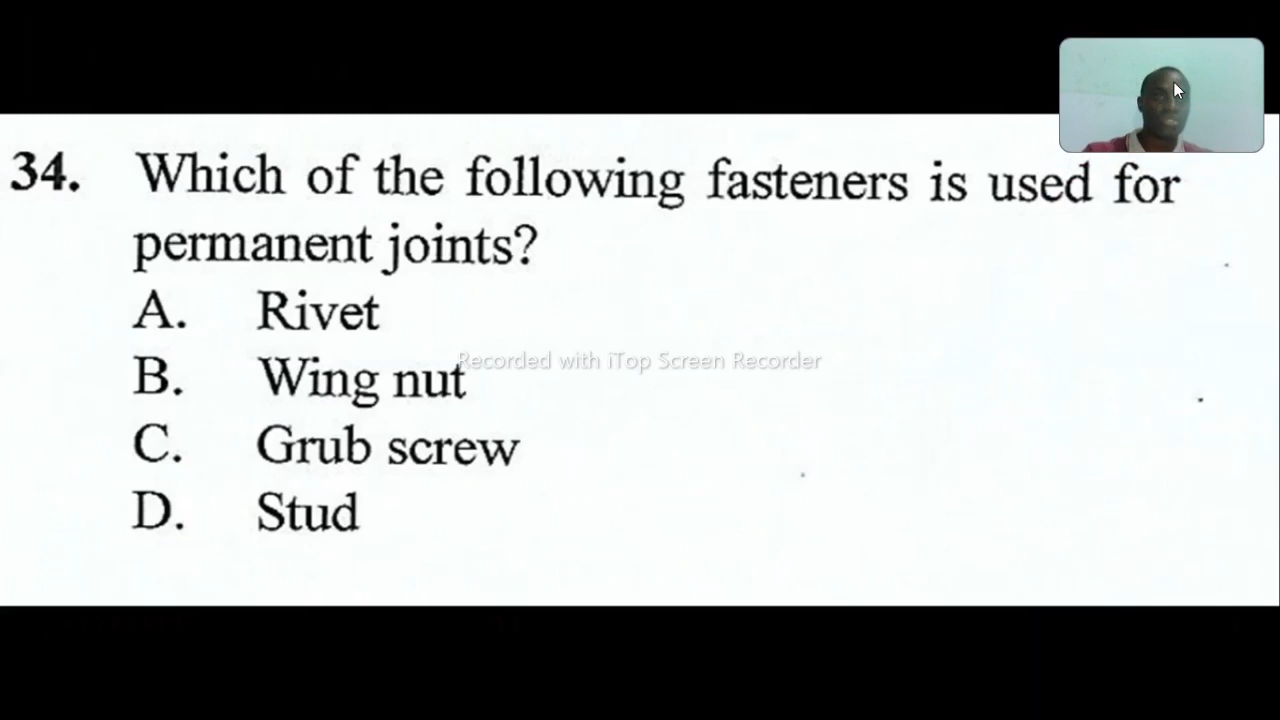 34. Which of the following fasteners is used for
permanent joints?
A. Rivet
B. Wing nut
C. Grub screw
D. Stud
Recorded with iTop Screen Recorder